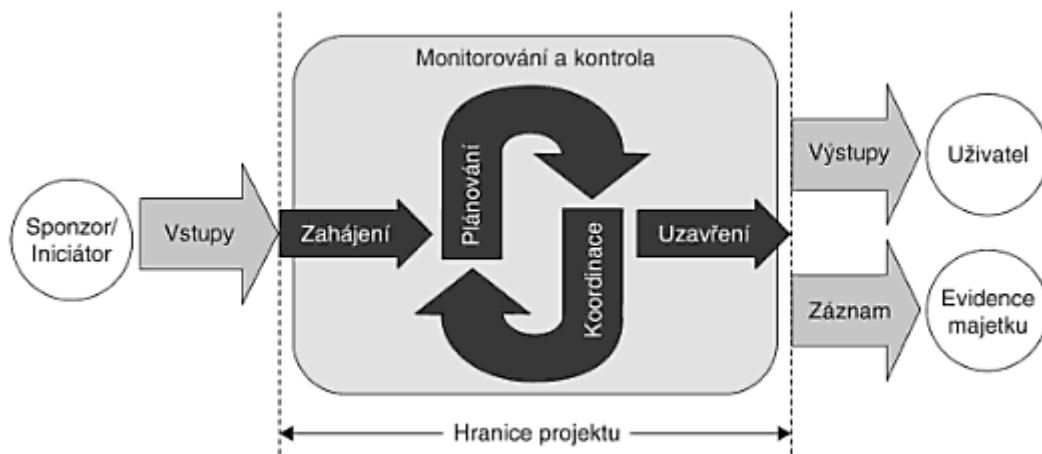 Monitorování a kontrola
Sponzor/
Iniciátor
Vstupy
Zahájení
Plánování
Koordinace
Uzavření
Výstupy
Uživatel
Záznam
Evidence
majetku
Hranice projektu